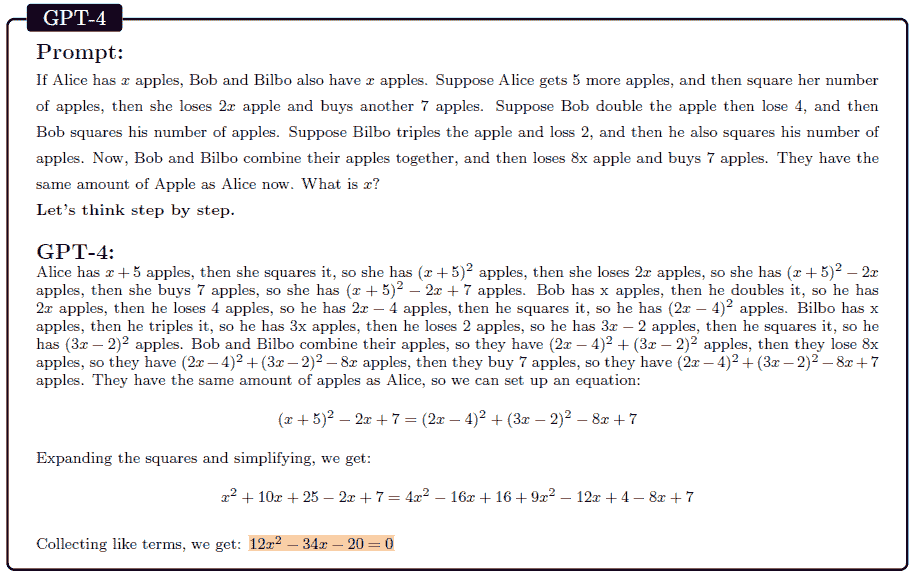 GPT-4
Prompt:
If Alice has x apples, Bob and Bilbo also have x apples. Suppose Alice gets 5 more apples, and then square her number
of apples, then she loses 2x apple and buys another 7 apples. Suppose Bob double the apple then lose 4, and then
Bob squares his number of apples. Suppose Bilbo triples the apple and loss 2, and then he also squares his number of
apples. Now, Bob and Bilbo combine their apples together, and then loses 8x apple and buys 7 apples. They have the
same amount of Apple as Alice now. What is x?
Let's think step by step.
GPT-4:
Alice has x + 5 apples, then she squares it, so she has (x + 5)² apples, then she loses 2x apples, so she has (x + 5)² − 2x
apples, then she buys 7 apples, so she has (x + 5)² − 2x + 7 apples. Bob has x apples, then he doubles it, so he has
2x apples, then he loses 4 apples, so he has 2x − 4 apples, then he squares it, so he has (2x − 4)² apples. Bilbo has x
apples, then he triples it, so he has 3x apples, then he loses 2 apples, so he has 3x − 2 apples, then he squares it, so he
has (3x − 2)² apples. Bob and Bilbo combine their apples, so they have (2x − 4)² + (3x − 2)² apples, then they lose 8x
apples, so they have (2x − 4)² + (3x − 2)² − 8x apples, then they buy 7 apples, so they have (2x − 4)² + (3x − 2)² − 8x + 7
apples. They have the same amount of apples as Alice, so we can set up an equation:
(x + 5)² − 2x + 7 = (2x − 4)² + (3x − 2)² − 8x + 7
Expanding the squares and simplifying, we get:
x² + 10x + 25 − 2x + 7 = 4x² − 16x + 16 + 9x² − 12x + 4 − 8x + 7
Collecting like terms, we get: 12x² − 34x − 20 = 0